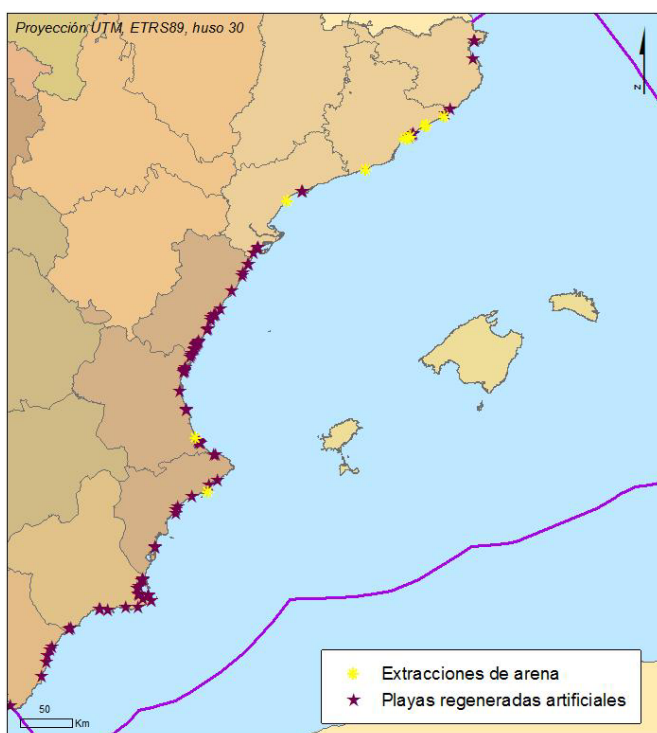 Proyección UTM, ETRS89, huso 30
N
Extracciones de arena
Playas regeneradas artificiales
50
Km